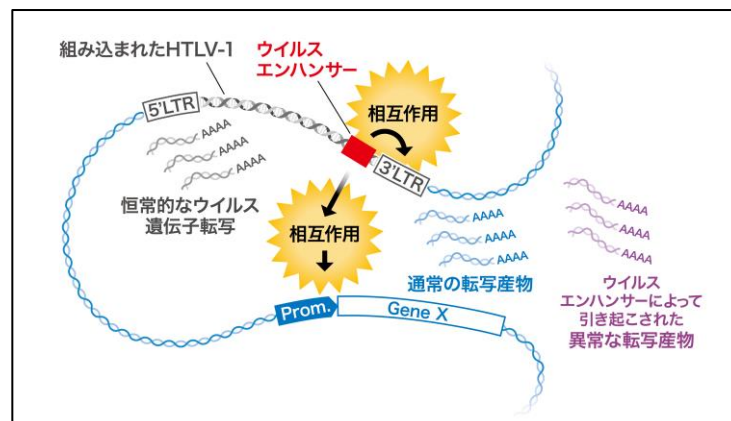 組み込まれたHTLV-1
ウイルス
エンハンサー
5'LTR
相互作用
AAAA
AAAA
AAAA
3'LTR
恒常的なウイルス
遺伝子転写
相互作用
AAAA
AAAA
AAAA
AAAA
AAAA
AAAA
通常の転写産物
ウイルス
エンハンサーによって
引き起こされた
異常な転写産物
Prom.
Gene X